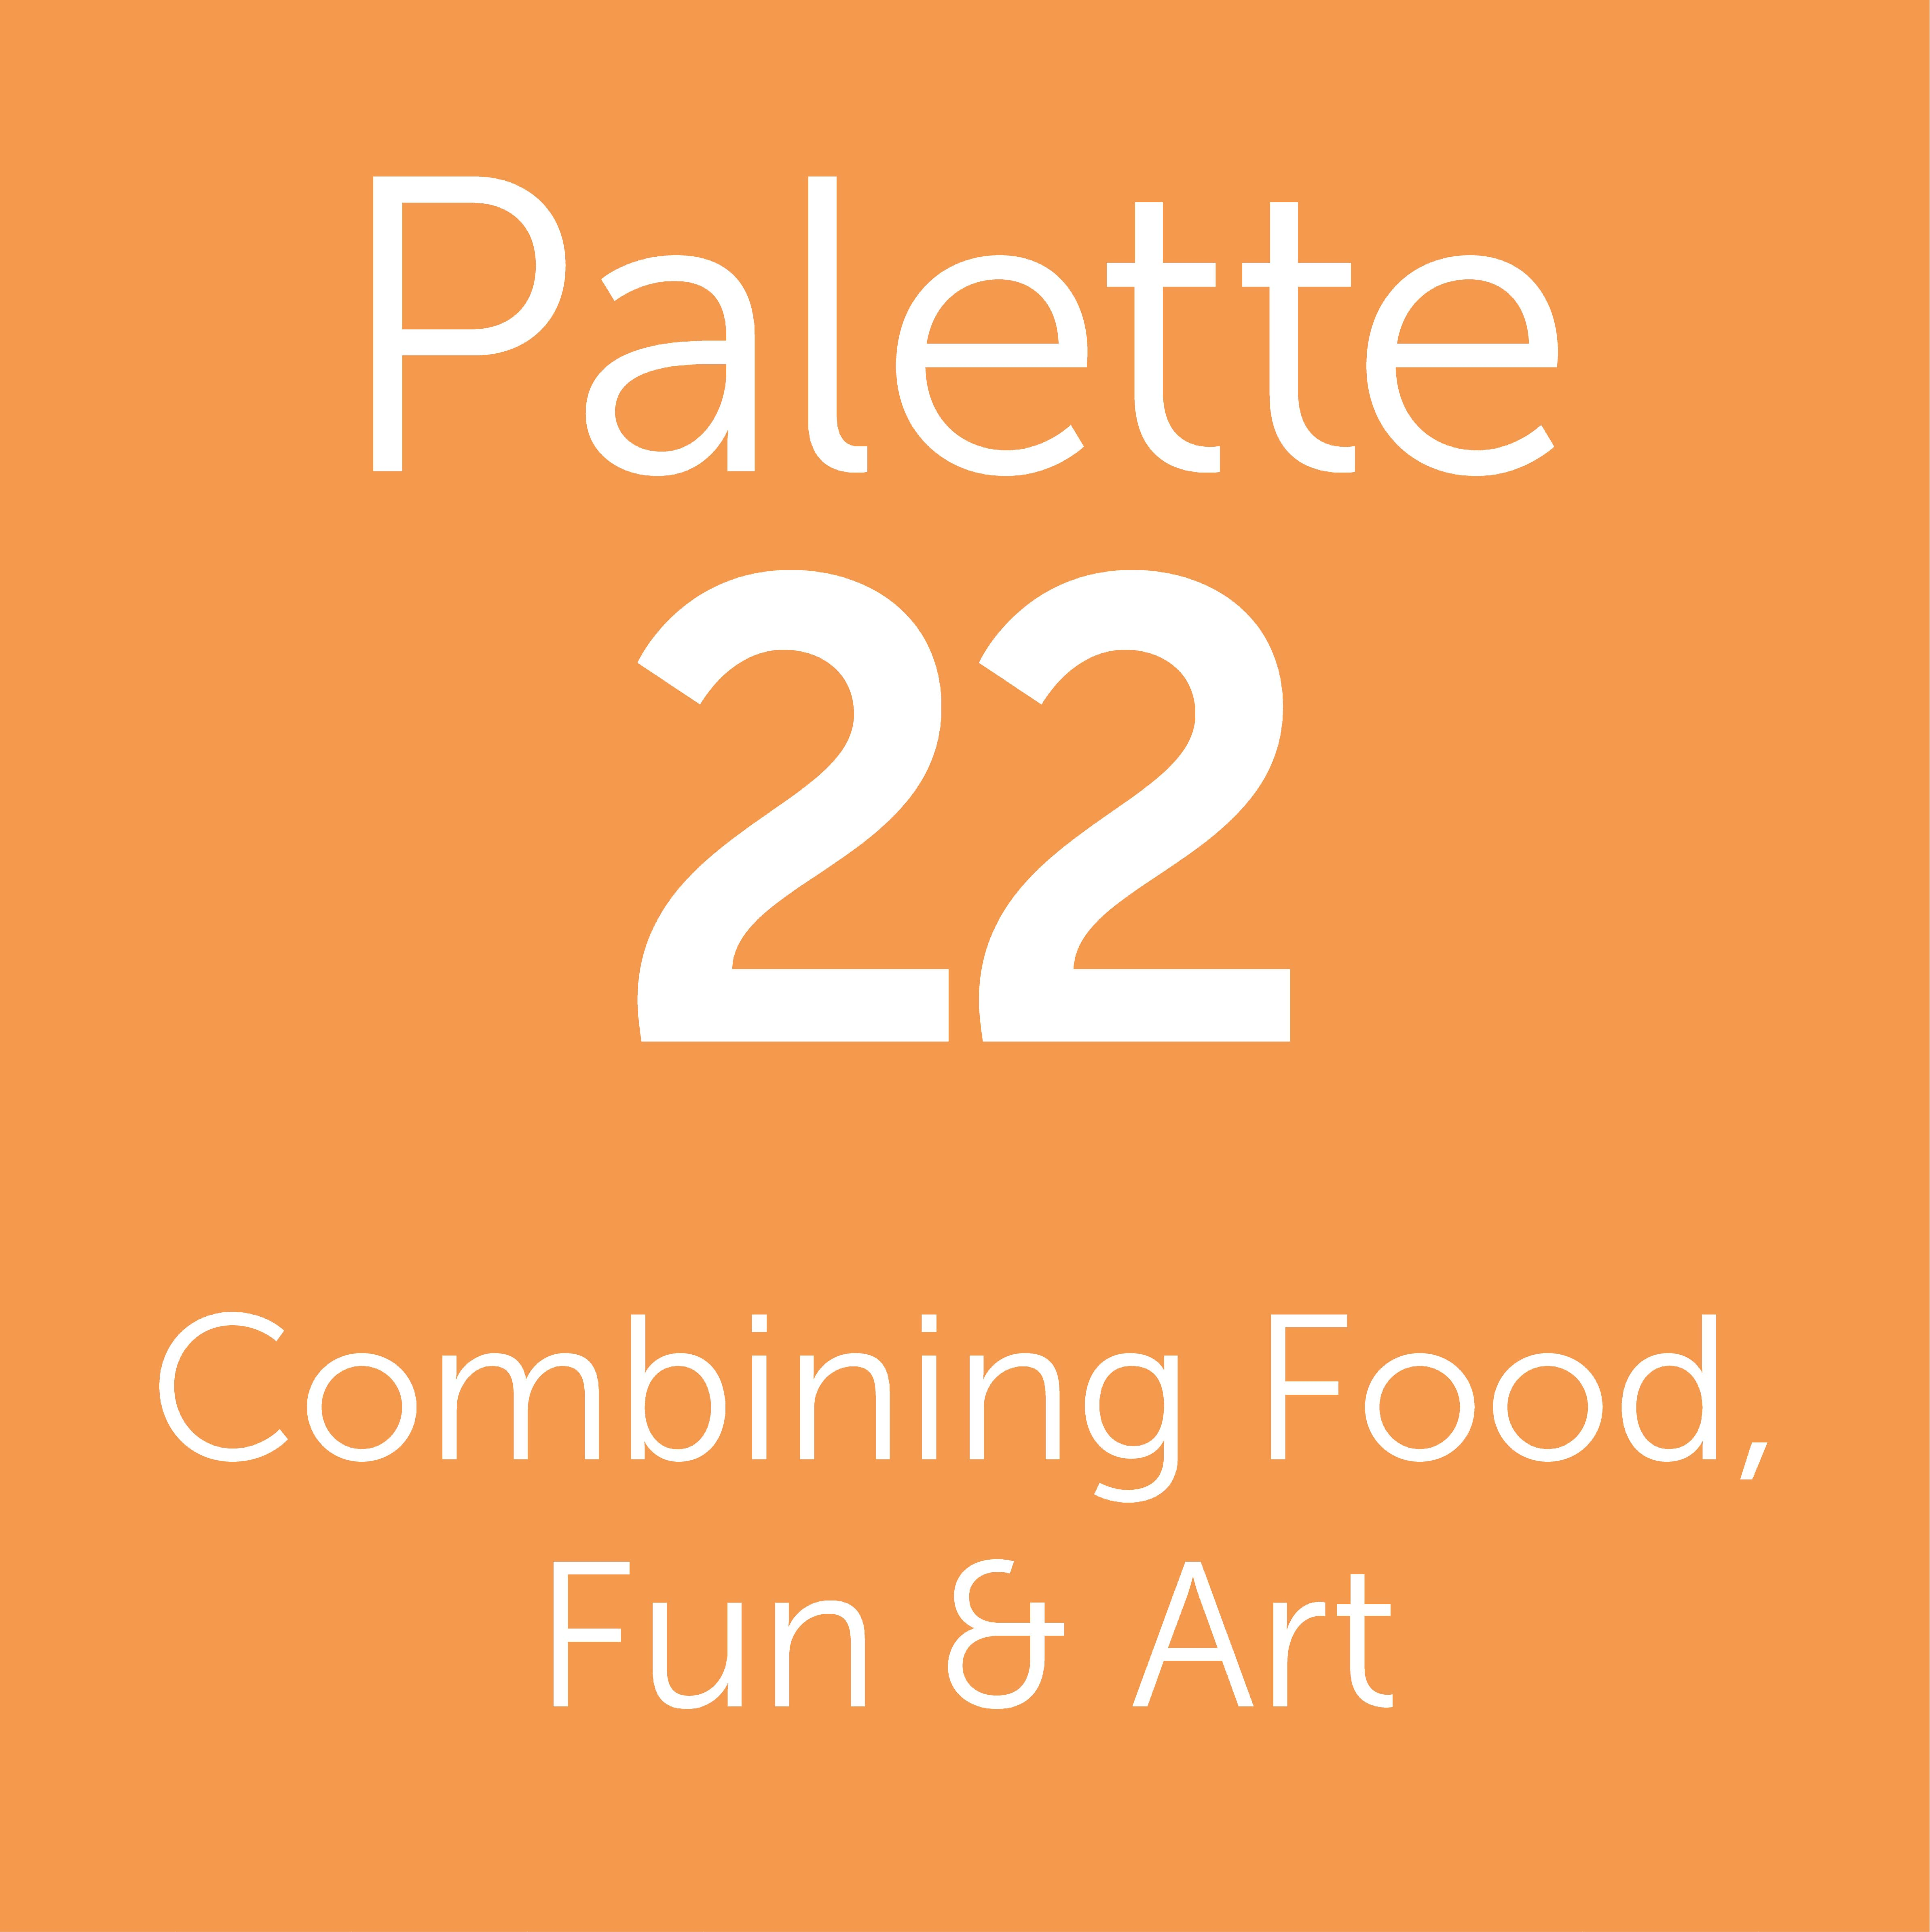 Palette
22
Combining Food,
Fun & Art